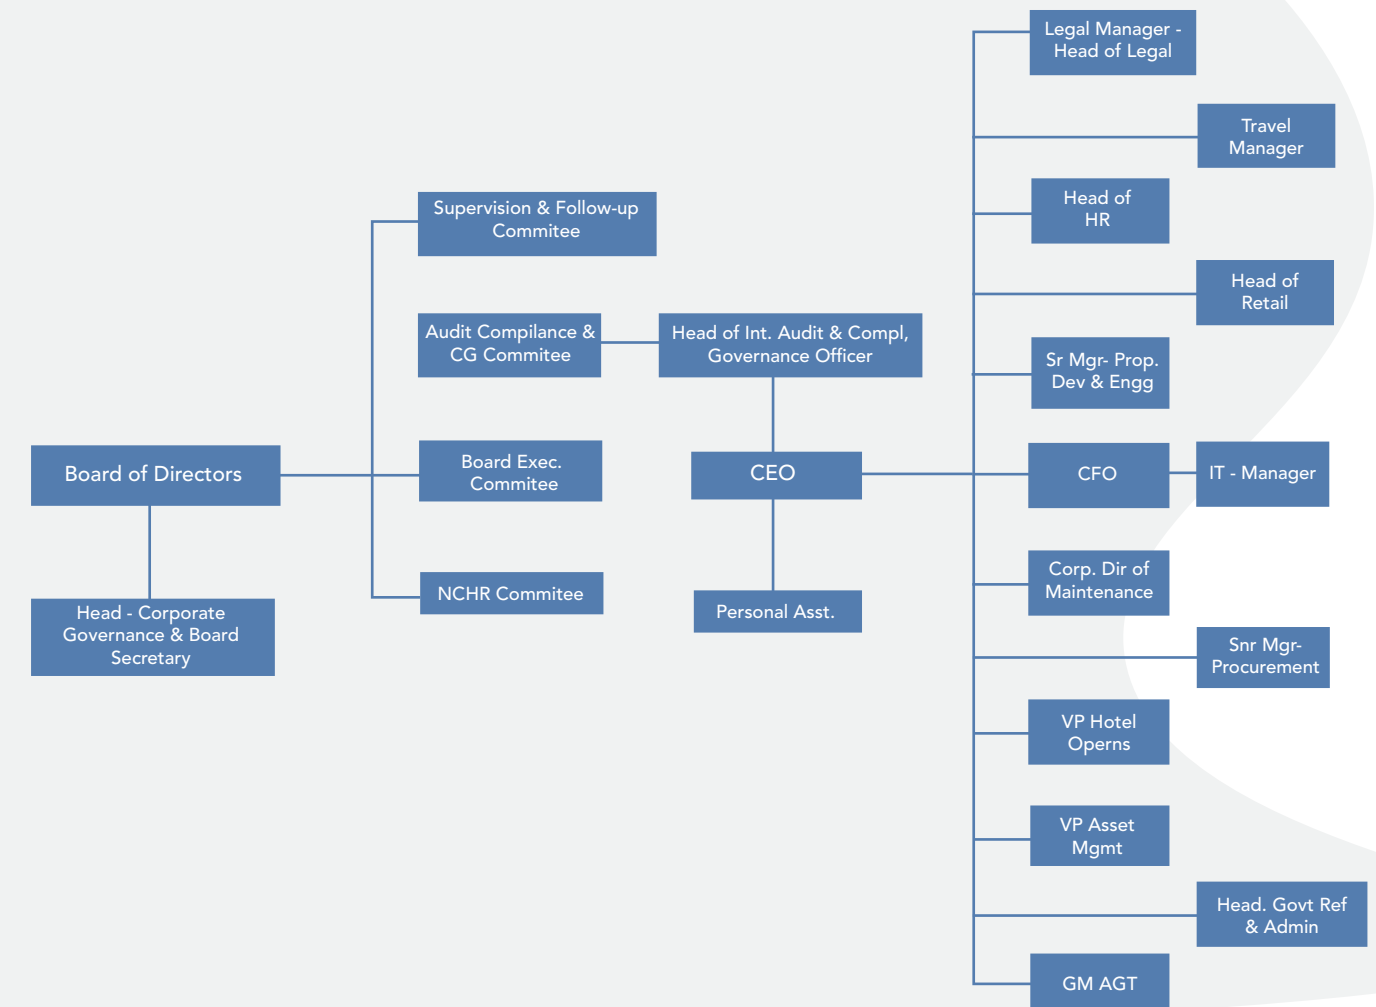 Legal Manager -
Head of Legal
Travel
Manager
Head of
HR
Head of
Retail
Sr Mgr- Prop.
Dev & Engg
CFO
IT - Manager
Corp. Dir of
Maintenance
Snr Mgr-
Procurement
VP Hotel
Operns
VP Asset
Mgmt
Head. Govt Ref
& Admin
GM AGT
Supervision & Follow-up
Commitee
Audit Compilance &
CG Commitee
Head of Int. Audit & Compl,
Governance Officer
Board Exec.
Commitee
CEO
NCHR Commitee
Personal Asst.
Board of Directors
Head - Corporate
Governance & Board
Secretary